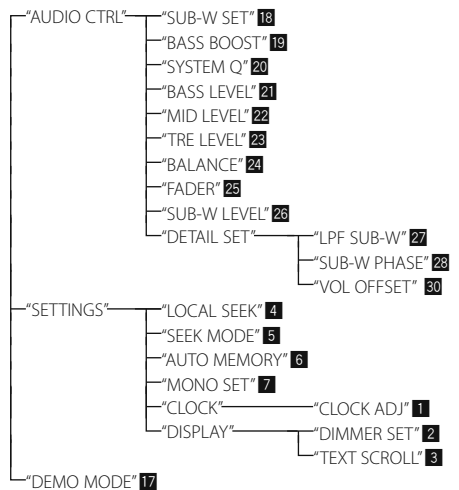 “AUDIO CTRL” “SUB-W SET” 18
“BASS BOOST” 19
“SYSTEM Q” 20
“BASS LEVEL” 21
“MID LEVEL” 22
“TRE LEVEL” 23
“BALANCE” 24
“FADER” 25
“SUB-W LEVEL” 26
“DETAIL SET” “LPF SUB-W” 27
“SUB-W PHASE” 28
“VOL OFFSET” 30
“SETTINGS” “LOCAL SEEK” 4
“SEEK MODE” 5
“AUTO MEMORY” 6
“MONO SET” 7
“CLOCK” “CLOCK ADJ” 1
“DISPLAY” “DIMMER SET” 2
“TEXT SCROLL” 3
“DEMO MODE” 17